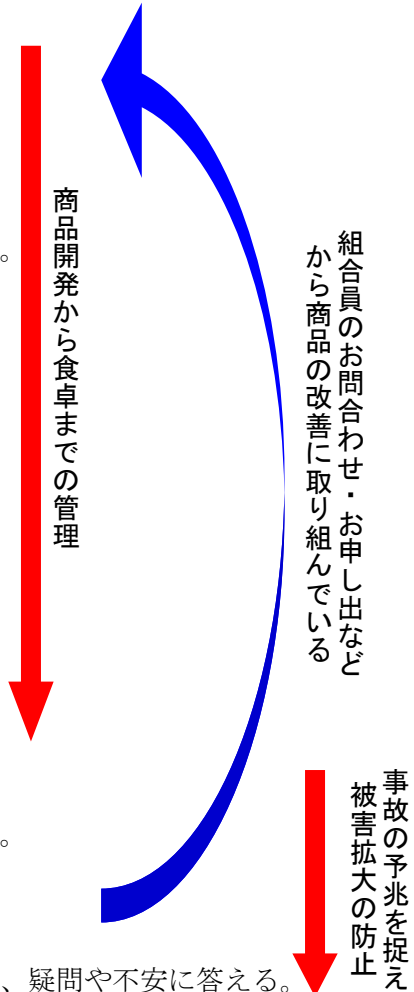 。
商品開発から食卓までの管理
組合員のお問合わせ・お申し出など
から商品の改善に取り組んでいる
。
事故の予兆を捉え
被害拡大の防止
、疑問や不安に答える。